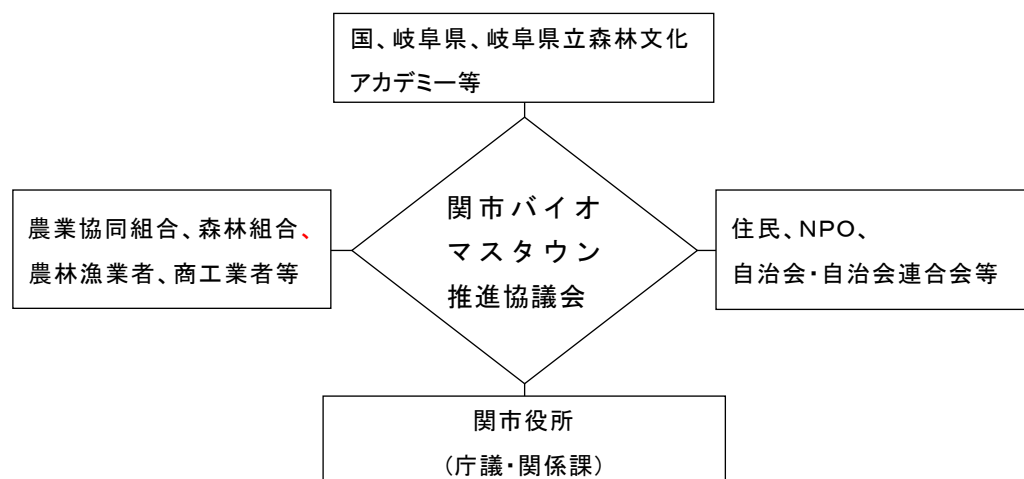 国、岐阜県、岐阜県立森林文化
アカデミー等
農業協同組合、森林組合、
農林漁業者、商工業者等
関市バイオ
マスタウン
推進協議会
住民、NPO、
自治会・自治会連合会等
関市役所
(庁議・関係課)